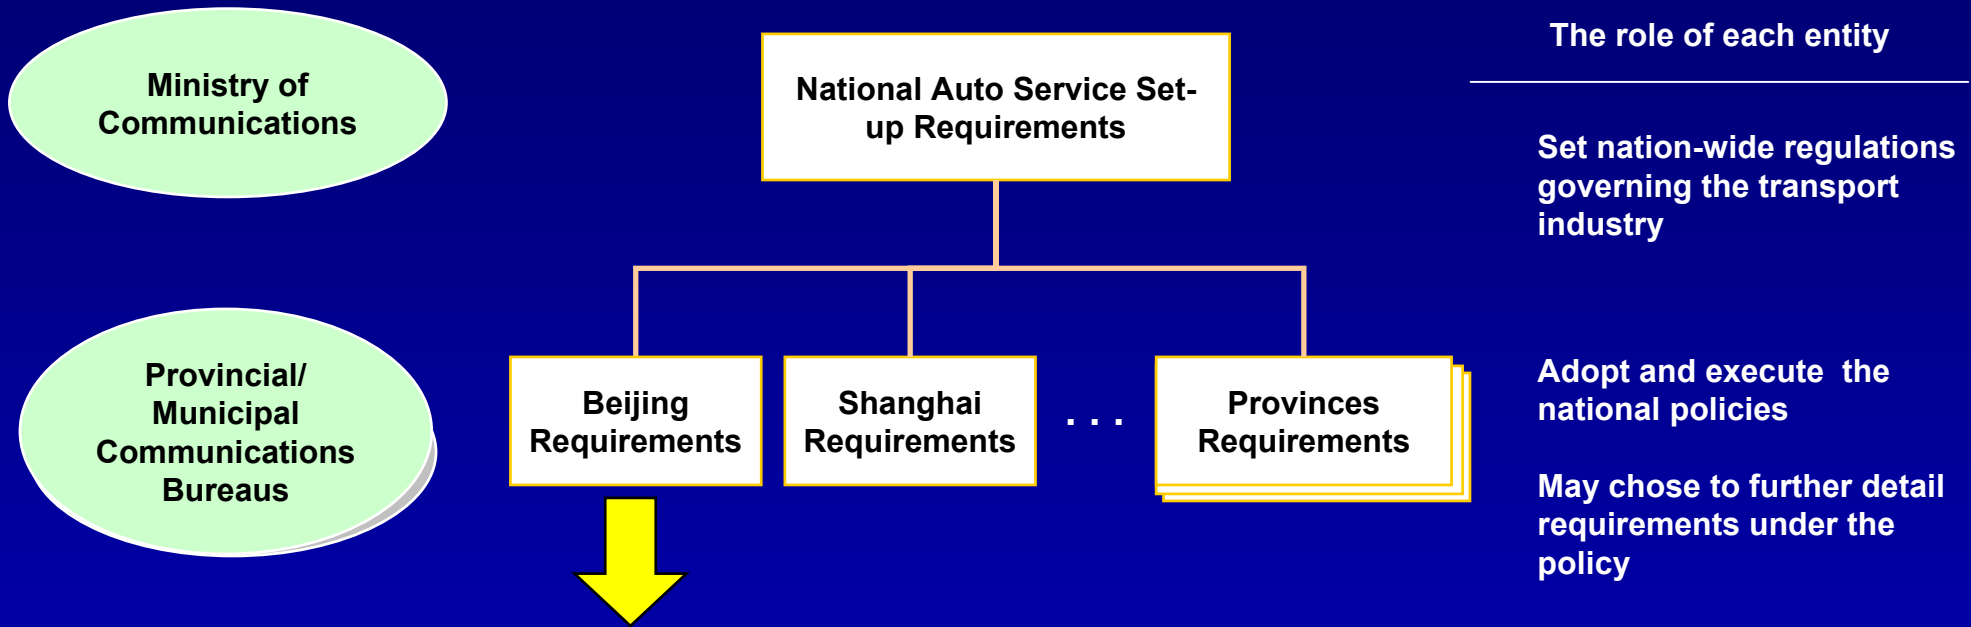 The role of each entity
Ministry of
Communications
National Auto Service Set-
up Requirements
Set nation-wide regulations
governing the transport
industry
Provincial/
Municipal
Communications
Bureaus
Beijing
Requirements
Shanghai
Requirements
. . .
Provinces
Requirements
Adopt and execute  the
national policies
May chose to further detail
requirements under the
policy